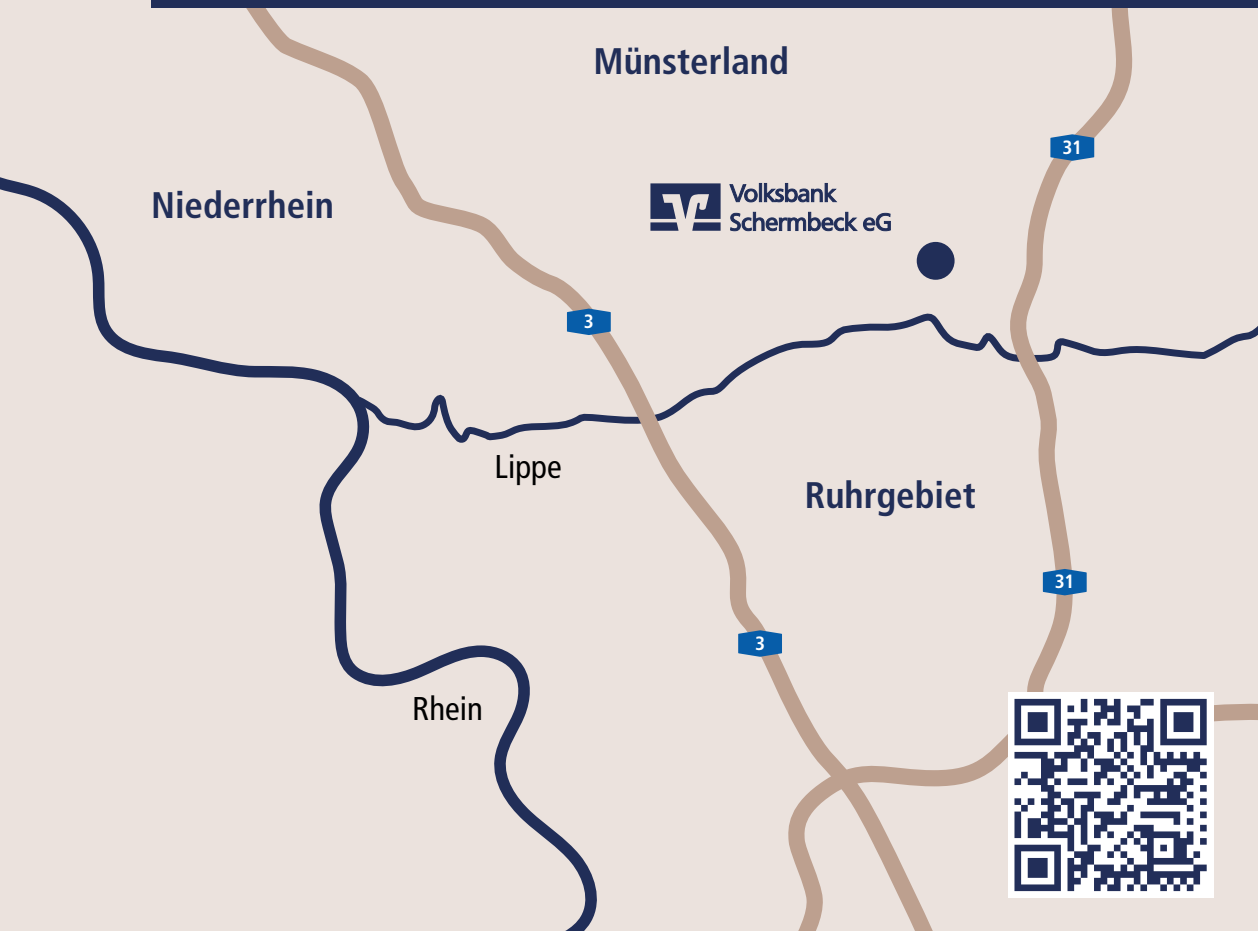 Münsterland
31
Niederrhein
Volksbank
Schermbeck eG
3
Lippe
Ruhrgebiet
31
3
Rhein